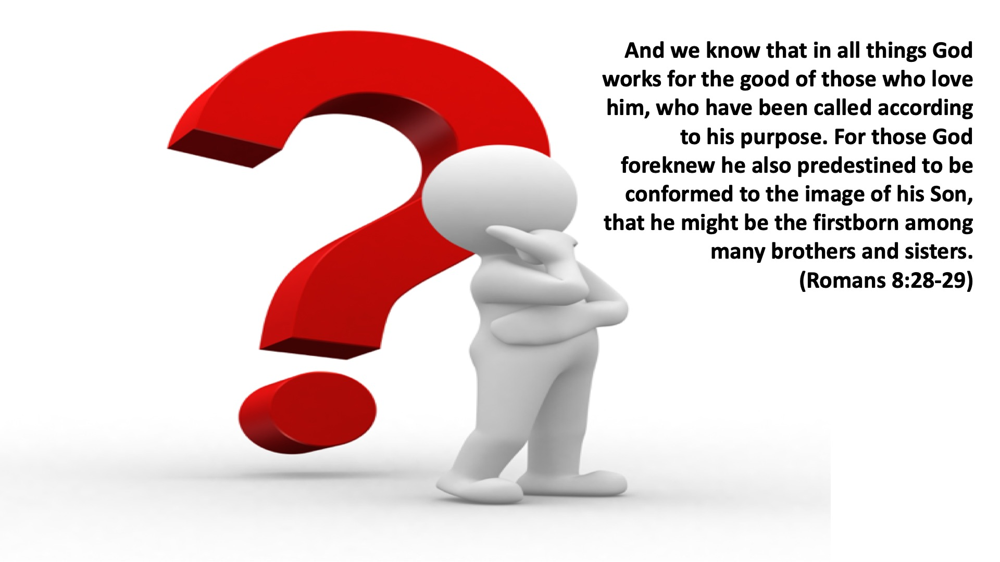 And we know that in all things God
works for the good of those who love
him, who have been called according
to his purpose. For those God
foreknew he also predestined to be
conformed to the image of his Son,
that he might be the firstborn among
many brothers and sisters.
(Romans 8:28-29)